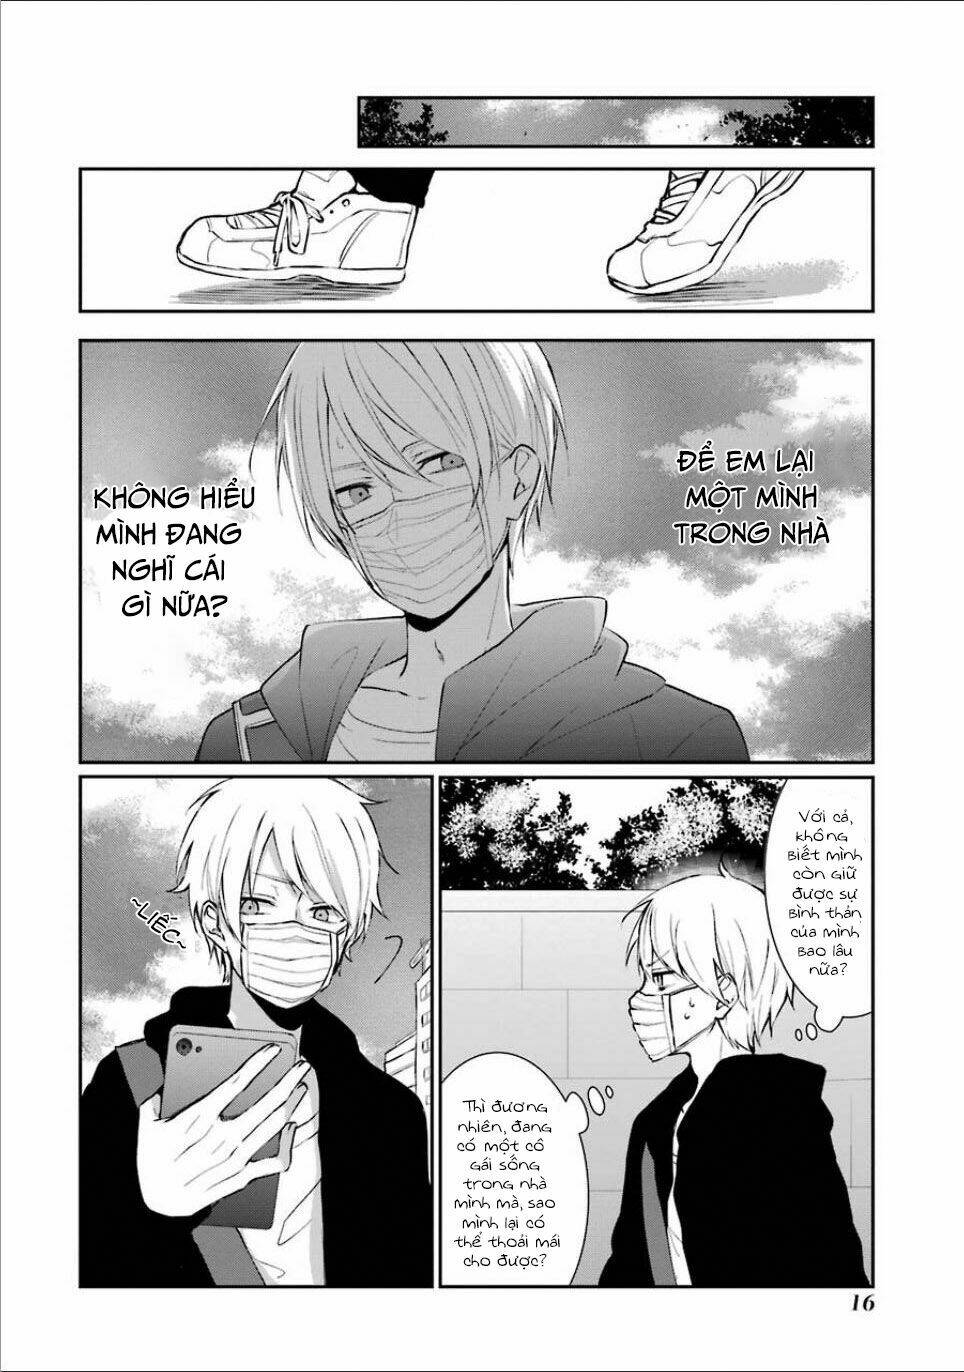 ĐỂ EM LẠI
MỘT MÌNH
TRONG NHÀ
KHÔNG HIỂU
MÌNH ĐANG
NGHĨ CÁI
GÌ NỮA?
Với cả,
không
biết mình
còn giữ
được sự
bình thản
của mình
bao lâu
nữa?
Thì đương
nhiên, đang
có một cô
gái sống
trong nhà
mình mà, sao
mình lại có
thể thoải mái
cho được?
~LIẾC~
16